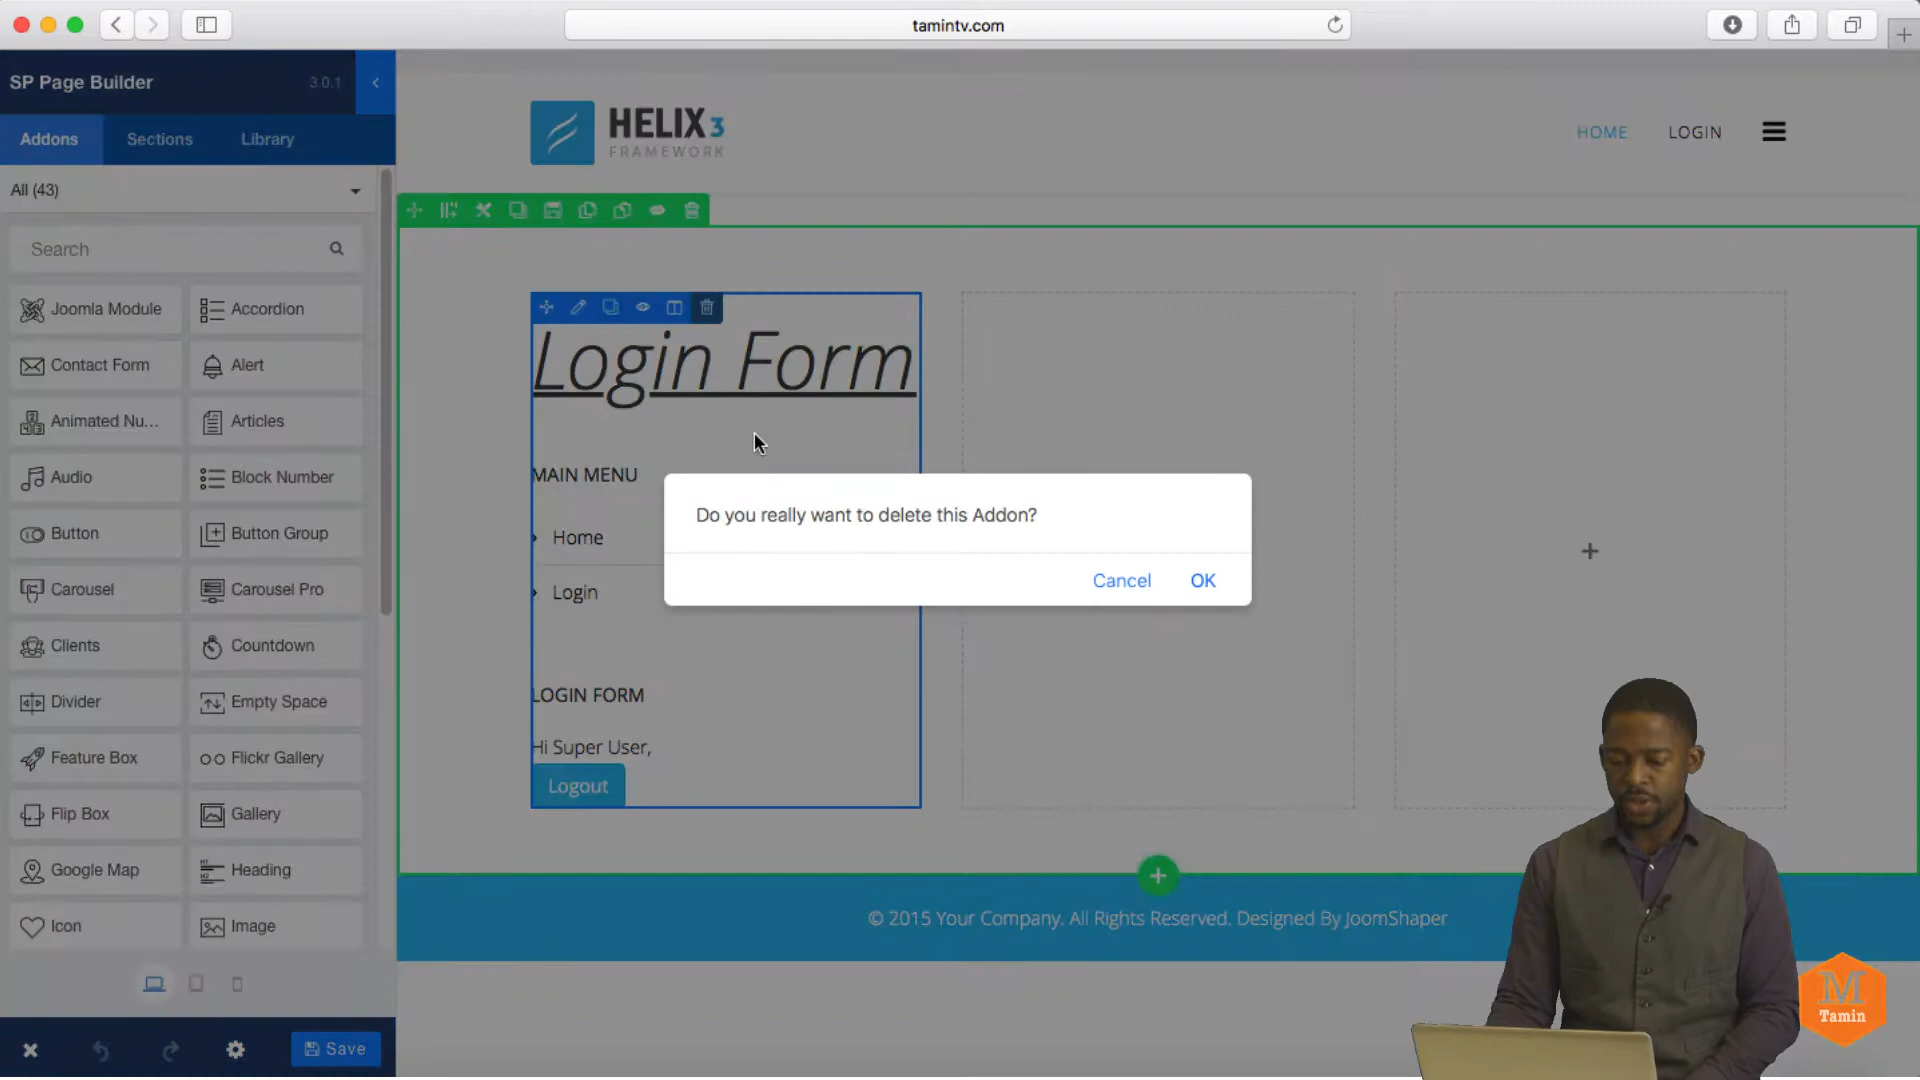 tamintv.com
SP Page Builder
3.0.1
Addons
Sections
Library
All (43)
Search
Joomla Module
Accordion
Contact Form
Alert
Animated Nu...
Articles
Audio
Block Number
Button
Button Group
Carousel
Carousel Pro
Clients
Countdown
Divider
Empty Space
Feature Box
Flickr Gallery
Flip Box
Gallery
Google Map
Heading
Icon
Image
Save
HELIX 3
FRAMEWORK
HOME
LOGIN
Login Form
MAIN MENU
Home
Login
Do you really want to delete this Addon?
Cancel
OK
LOGIN FORM
Hi Super User,
Logout
© 2015 Your Company. All Rights Reserved. Designed By JoomShaper
M
Tamin